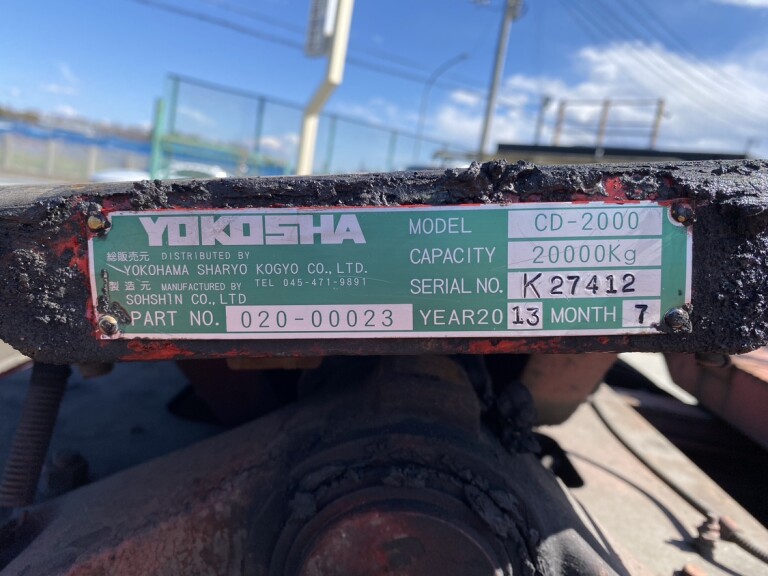 YOKOSHA
総販売元 DISTRIBUTED BY
YOKOHAMA SHARYO KOGYO CO., LTD.
TEL 045-471-9891
製造元 MANUFACTURED BY
SOHSHIN CO., LTD
PART NO. 020-00023
MODEL CD-2000
CAPACITY 20000Kg
SERIAL NO. K 27412
YEAR20 13 MONTH 7